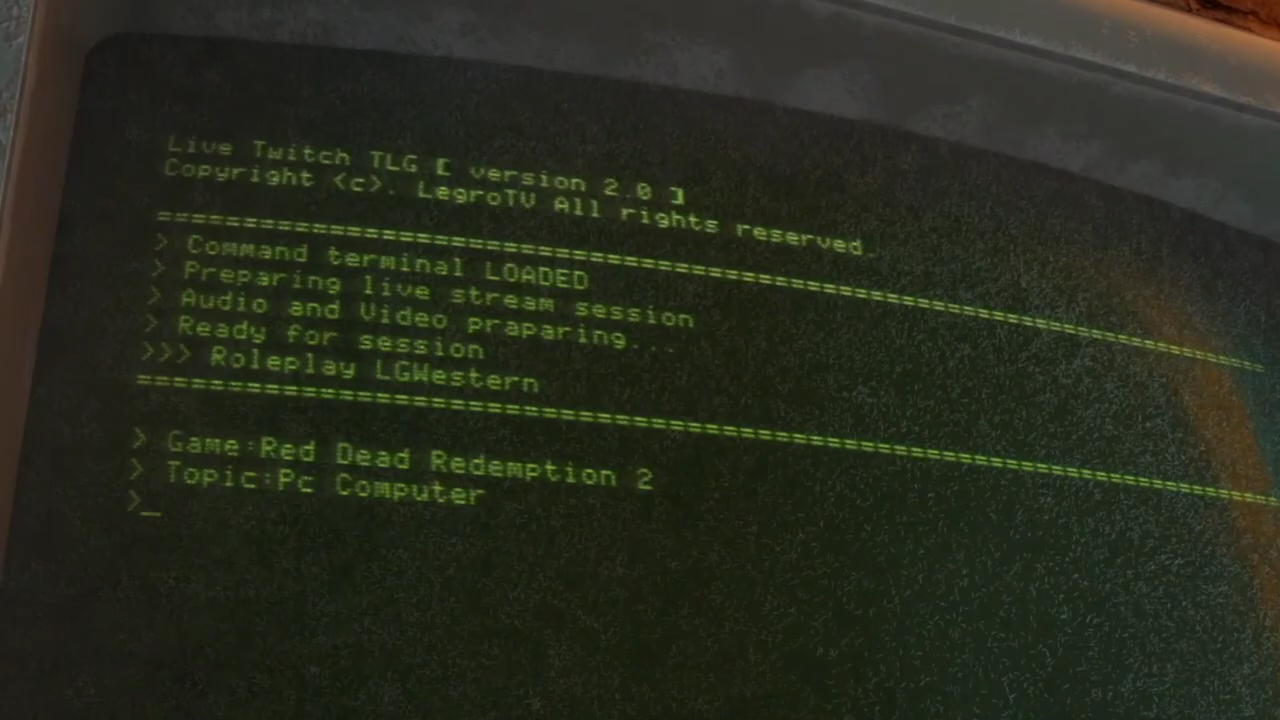 Live Twitch TLG [ version 2.0 ]
Copyright <c>. LegroTV All rights reserved.
============================================================
> Command terminal LOADED
> Preparing live stream session
> Audio and Video praparing...
> Ready for session
>>> Roleplay LGWestern
============================================================
> Game:Red Dead Redemption 2
> Topic:Pc Computer
>_